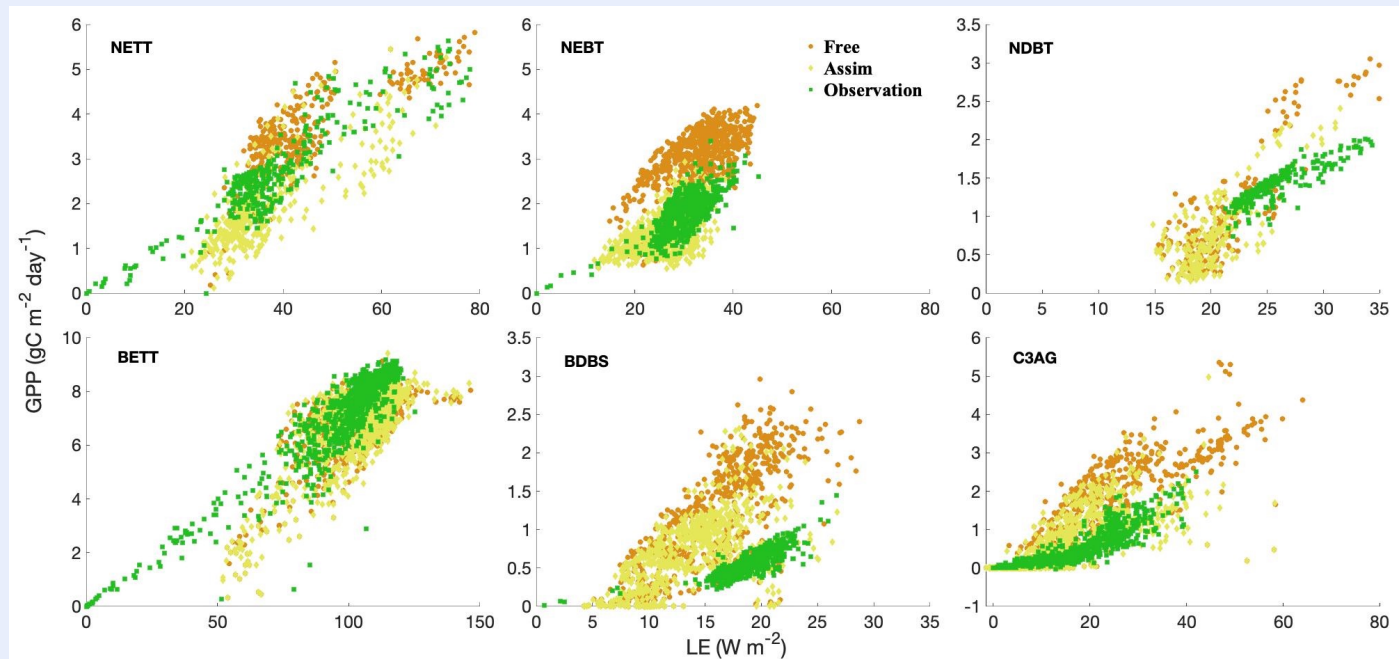 NETT
6
5
4
3
2
1
0
0 20 40 60 80
NEBT
Free
Assim
Observation
6
5
4
3
2
1
0
0 20 40 60 80
NDBT
3.5
3
2.5
2
1.5
1
0.5
0
0 5 10 15 20 25 30 35
GPP (gC m⁻² day⁻¹)
BETT
10
8
6
4
2
0
0 50 100 150
BDBS
3.5
3
2.5
2
1.5
1
0.5
0
0 5 10 15 20 25 30 35
C3AG
6
5
4
3
2
1
0
-1
0 20 40 60 80
LE (W m⁻²)